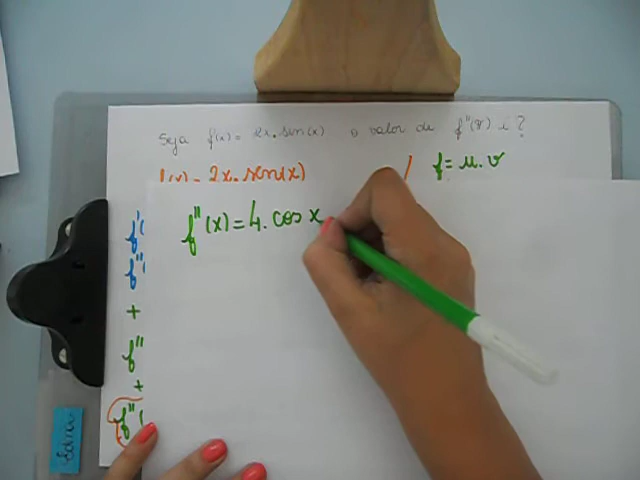 Seja f(x) = 2x.sen(x) o valor de f''(x) é ?
f(x) = 2x.sen(x) / f = u.v
f''(x) = 4.cos x
f'(
f''(
+
f''
+
f''(